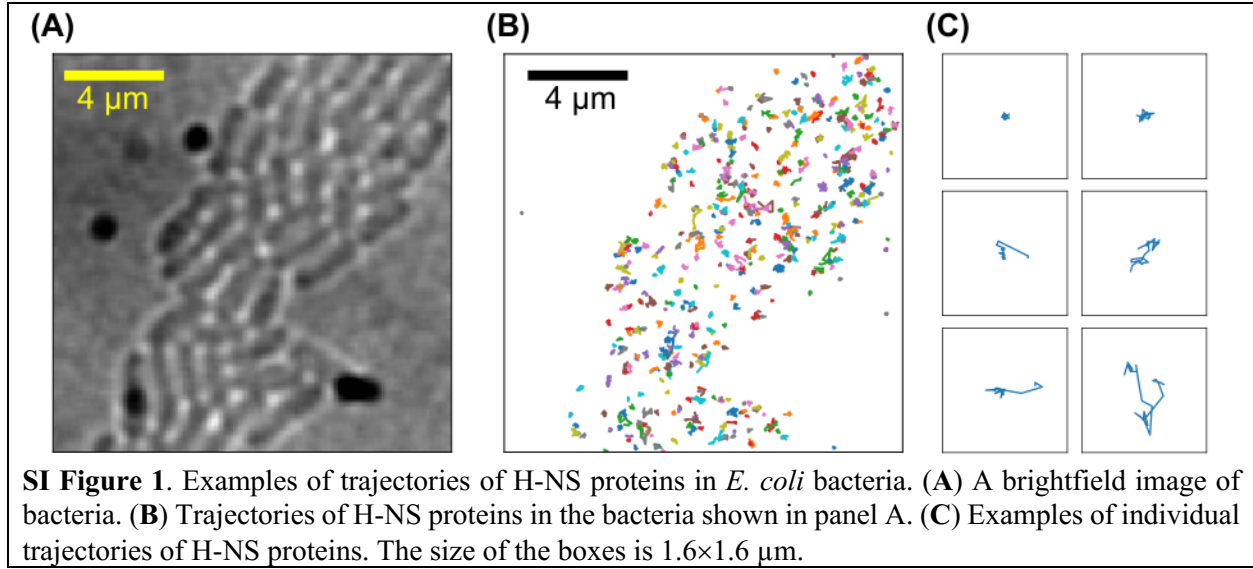 (A)
(B)
(C)
4 µm
4 µm
SI Figure 1. Examples of trajectories of H-NS proteins in E. coli bacteria. (A) A brightfield image of
bacteria. (B) Trajectories of H-NS proteins in the bacteria shown in panel A. (C) Examples of individual
trajectories of H-NS proteins. The size of the boxes is 1.6×1.6 µm.